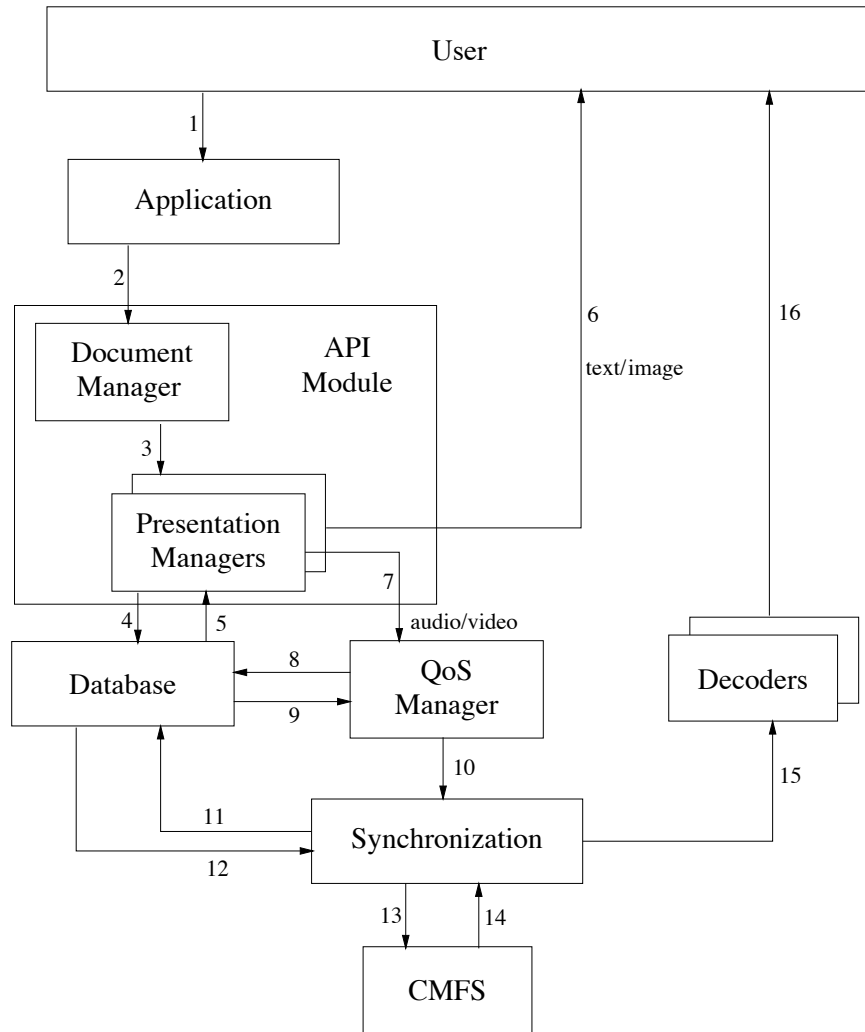 User
1
Application
2
6
16
Document
Manager
API
Module
text/image
3
Presentation
Managers
7
4
5
audio/video
Database
8
9
QoS
Manager
Decoders
10
15
11
12
Synchronization
13
14
CMFS